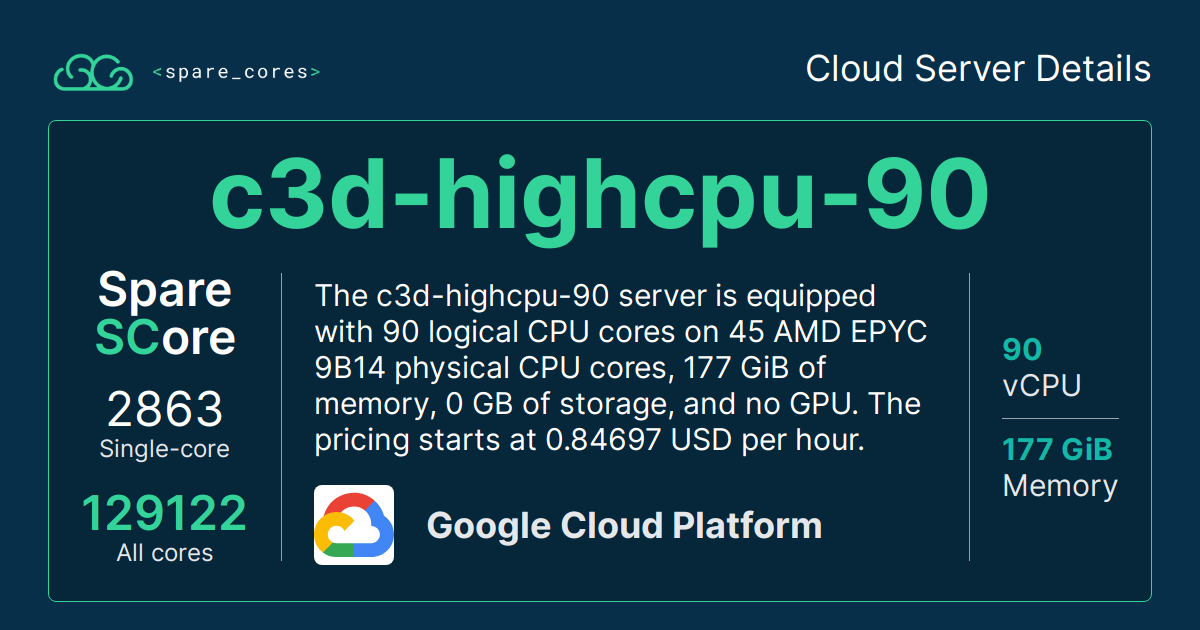 <spare_cores>
Cloud Server Details
c3d-highcpu-90
Spare
SCore
2863
Single-core
129122
All cores
The c3d-highcpu-90 server is equipped
with 90 logical CPU cores on 45 AMD EPYC
9B14 physical CPU cores, 177 GiB of
memory, 0 GB of storage, and no GPU. The
pricing starts at 0.84697 USD per hour.
Google Cloud Platform
90
vCPU
177 GiB
Memory